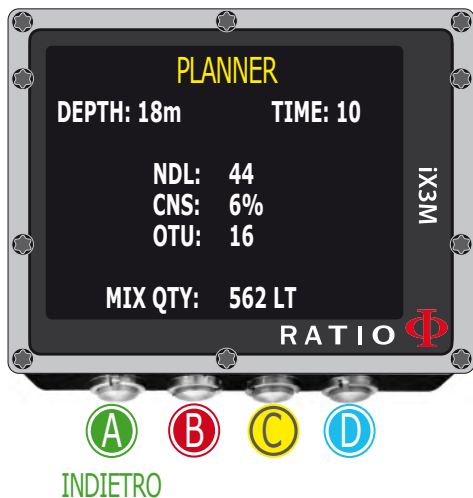 PLANNER
DEPTH: 18m TIME: 10
NDL: 44
CNS: 6%
OTU: 16
MIX QTY: 562 LT
iX3M
RATIO Φ
A B C D
INDIETRO